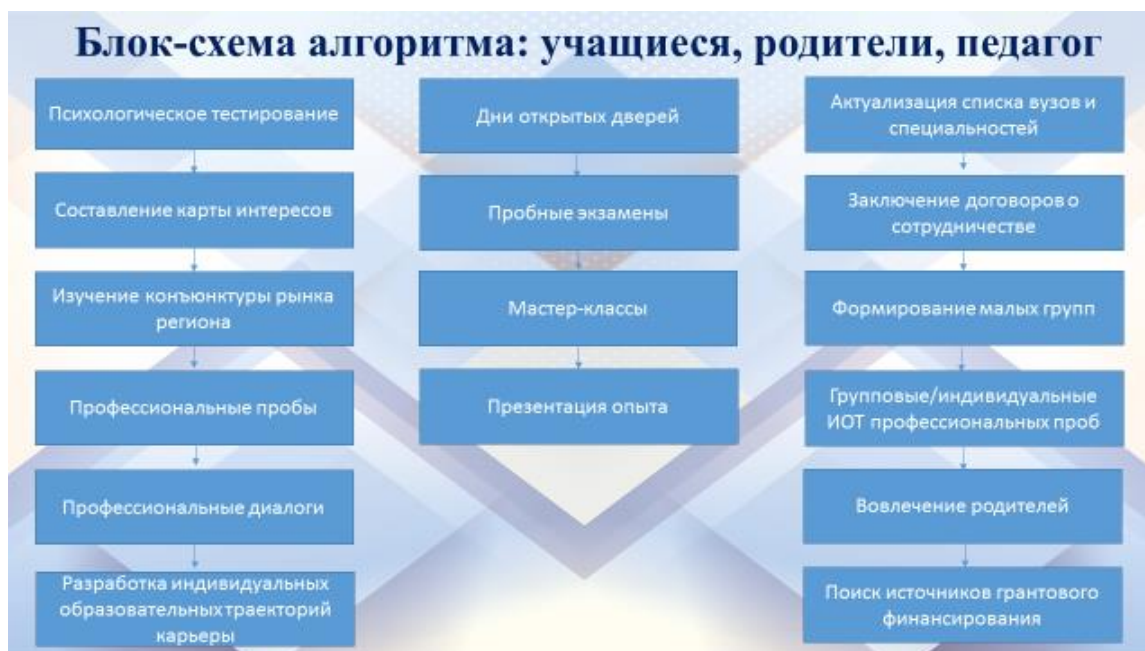 Блок-схема алгоритма: учащиеся, родители, педагог
Психологическое тестирование
Составление карты интересов
Изучение конъюнктуры рынка
региона
Профессиональные пробы
Профессиональные диалоги
Разработка индивидуальных
образовательных траекторий
карьеры
Дни открытых дверей
Пробные экзамены
Мастер-классы
Презентация опыта
Актуализация списка вузов и
специальностей
Заключение договоров о
сотрудничестве
Формирование малых групп
Групповые/индивидуальные
ИОТ профессиональных проб
Вовлечение родителей
Поиск источников грантового
финансирования